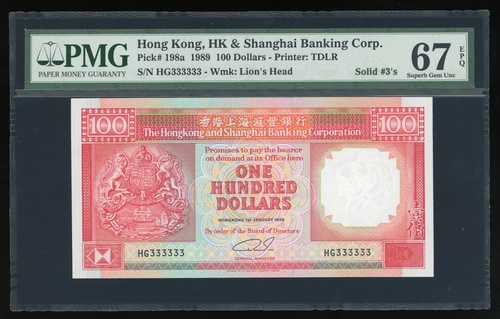 PMG
PAPER MONEY GUARANTY
Hong Kong, HK & Shanghai Banking Corp.
Pick# 198a 1989 100 Dollars - Printer: TDLR
S/N HG333333 - Wmk: Lion's Head
Solid #3's
67 EPQ
Superb Gem Unc
100
香港上海滙豐銀行
The Hongkong and Shanghai Banking Corporation
100
Promises to pay the bearer
on demand at its Office here
ONE
HUNDRED
DOLLARS
HONGKONG 1st JANUARY 1989
By order of the Board of Directors
HG333333
HG333333